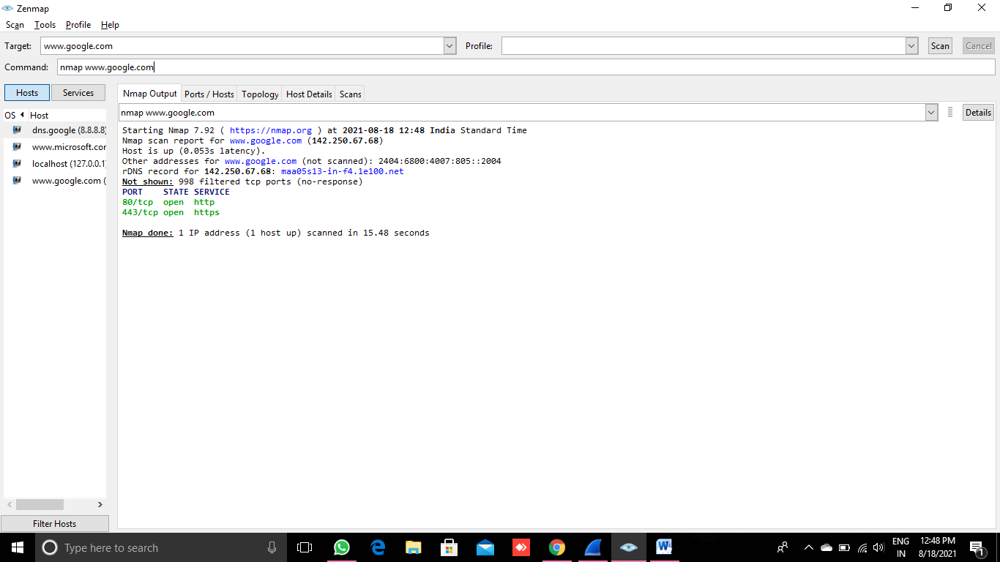 Zenmap
Scan Tools Profile Help
Target: www.google.com Profile: Scan Cancel
Command: nmap www.google.com
Hosts Services
OS Host
dns.google (8.8.8.8)
www.microsoft.cor
localhost (127.0.0.1
www.google.com (
Filter Hosts
Nmap Output Ports / Hosts Topology Host Details Scans
nmap www.google.com Details
Starting Nmap 7.92 ( https://nmap.org ) at 2021-08-18 12:48 India Standard Time
Nmap scan report for www.google.com (142.250.67.68)
Host is up (0.053s latency).
Other addresses for www.google.com (not scanned): 2404:6800:4007:805::2004
rDNS record for 142.250.67.68: maa05s13-in-f4.1e100.net
Not shown: 998 filtered tcp ports (no-response)
PORT STATE SERVICE
80/tcp open http
443/tcp open https
Nmap done: 1 IP address (1 host up) scanned in 15.48 seconds
Type here to search
W
ENG
IN
12:48 PM
8/18/2021
1